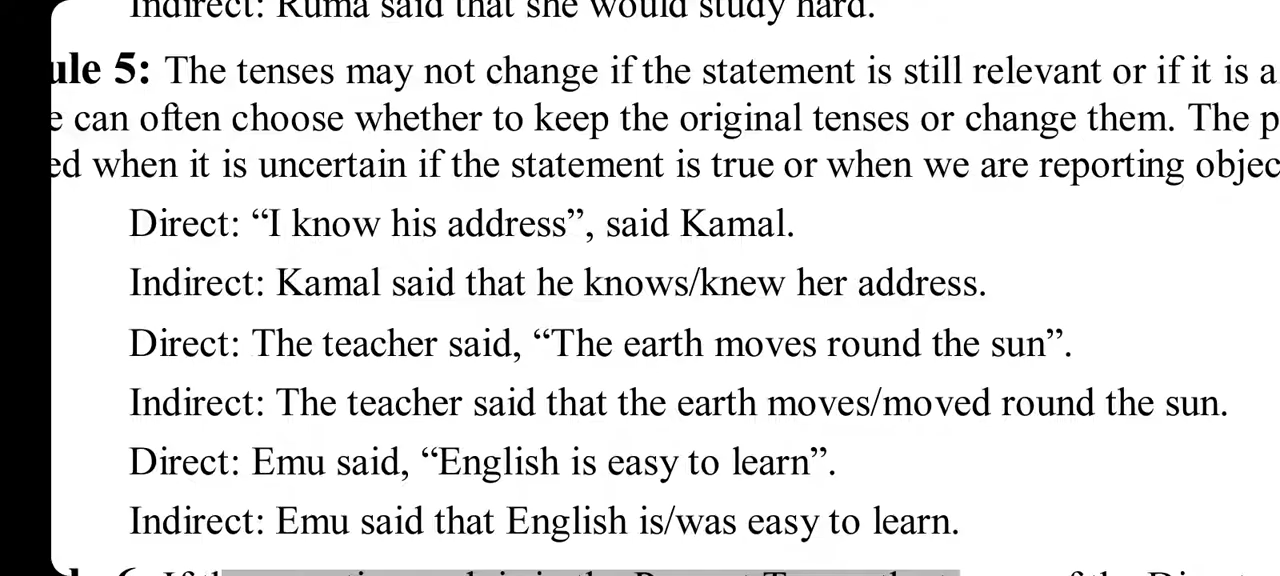 Indirect: Ruma said that she would study hard.
ule 5: The tenses may not change if the statement is still relevant or if it is a
e can often choose whether to keep the original tenses or change them. The p
ed when it is uncertain if the statement is true or when we are reporting objec
Direct: “I know his address”, said Kamal.
Indirect: Kamal said that he knows/knew her address.
Direct: The teacher said, “The earth moves round the sun”.
Indirect: The teacher said that the earth moves/moved round the sun.
Direct: Emu said, “English is easy to learn”.
Indirect: Emu said that English is/was easy to learn.